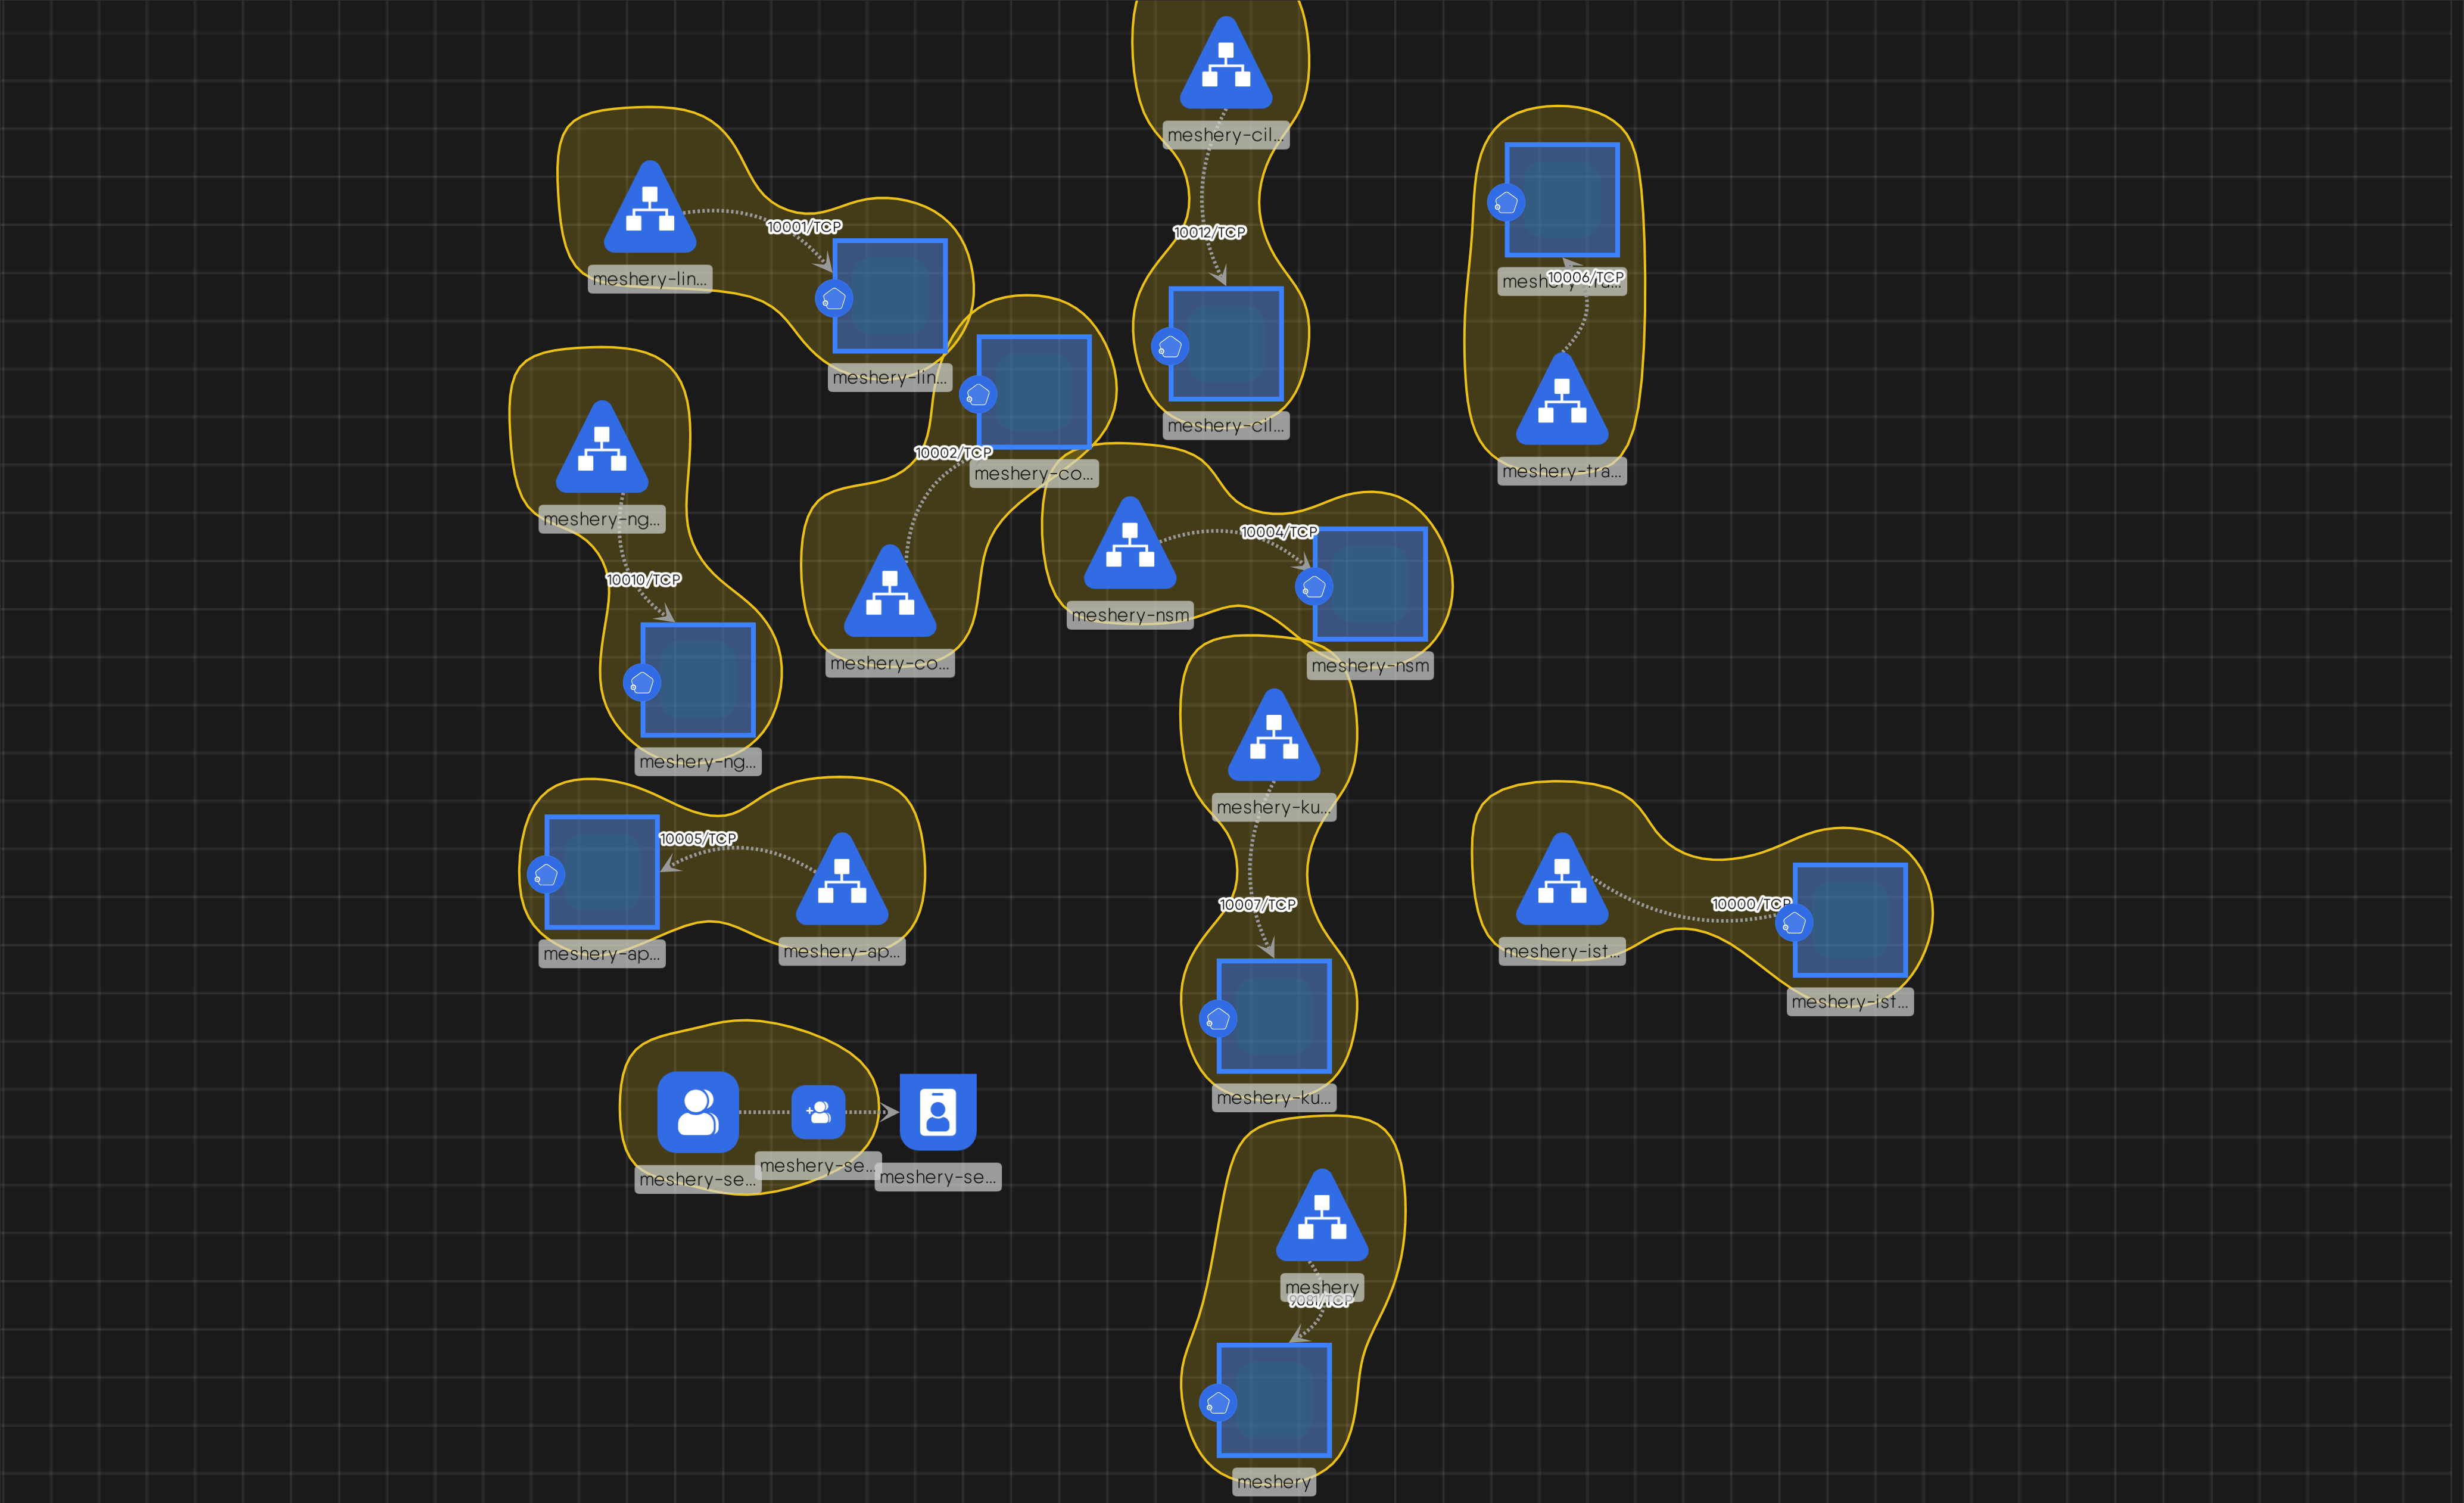 meshery-cil...
10012/TCP
meshery-cil...
meshery-lin...
10001/TCP
meshery-lin...
10006/TCP
meshery-tra...
meshery-tra...
meshery-ng...
10010/TCP
meshery-ng...
meshery-co...
10002/TCP
meshery-co...
meshery-nsm
10004/TCP
meshery-nsm
meshery-ku...
10007/TCP
meshery-ku...
meshery-ap...
10005/TCP
meshery-ap...
meshery-ist...
10000/TCP
meshery-ist...
meshery-se...
meshery-se...
meshery-se...
meshery
9081/TCP
meshery